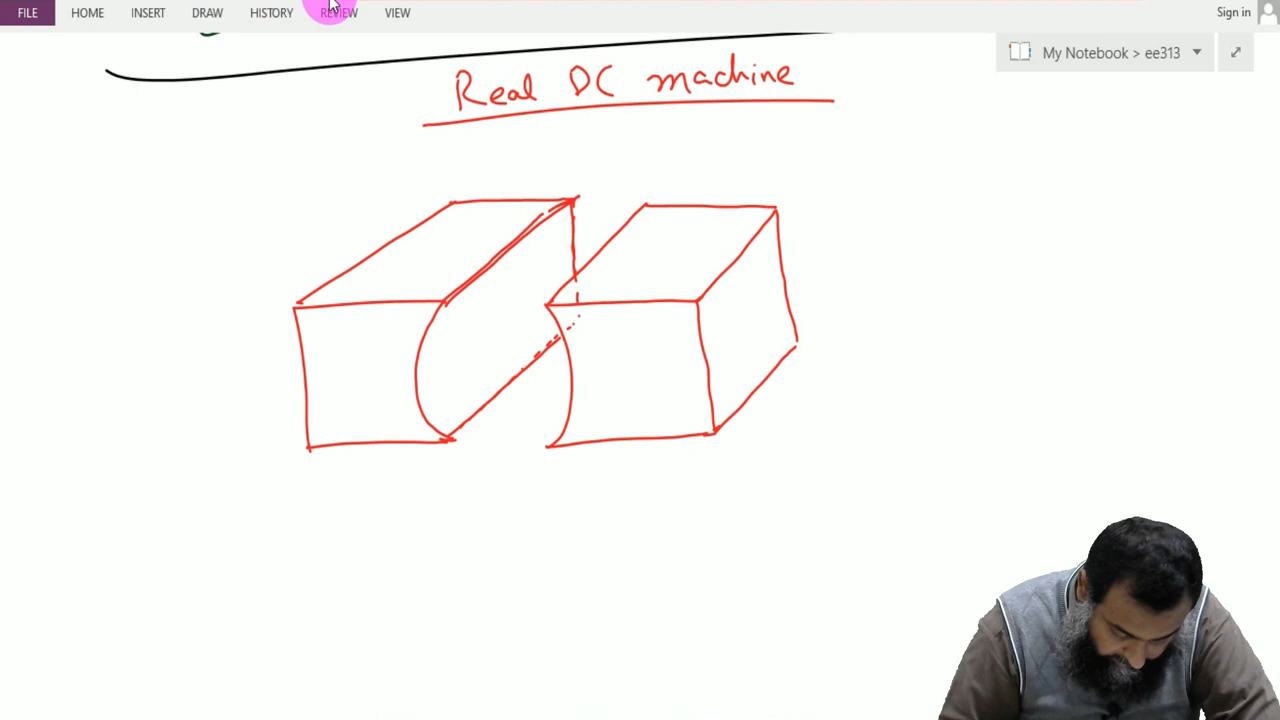 FILE HOME INSERT DRAW HISTORY REVIEW VIEW Sign in
My Notebook > ee313
Real DC machine